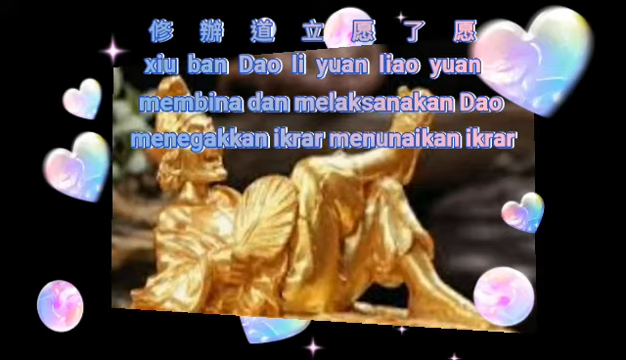 修 辦 道 立 愿 了 愿
xiu ban Dao li yuan liao yuan
membina dan melaksanakan Dao
menegakkan ikrar menunaikan ikrar